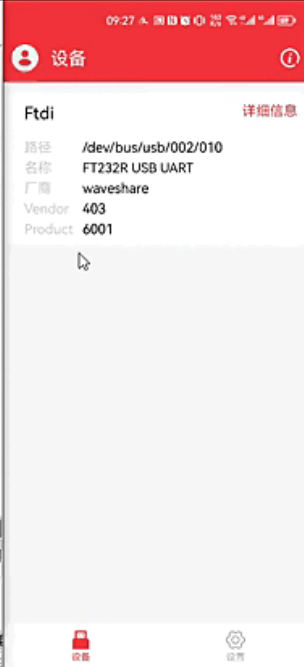 09:27
设备
Ftdi 详细信息
路径 /dev/bus/usb/002/010
名称 FT232R USB UART
厂商 waveshare
Vendor 403
Product 6001
设备 设置